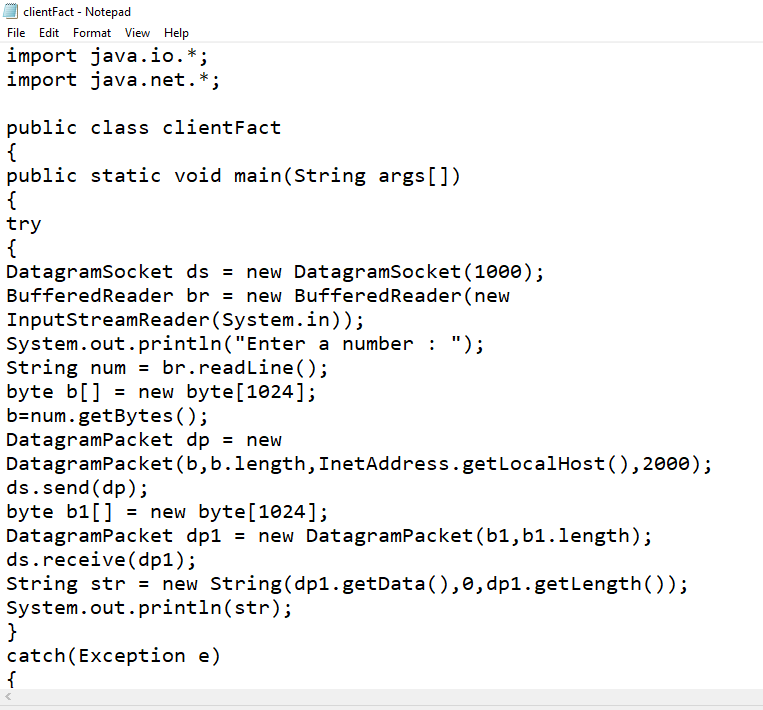 clientFact - Notepad
File Edit Format View Help
import java.io.*;
import java.net.*;
public class clientFact
{
public static void main(String args[])
{
try
{
DatagramSocket ds = new DatagramSocket(1000);
BufferedReader br = new BufferedReader(new
InputStreamReader(System.in));
System.out.println("Enter a number : ");
String num = br.readLine();
byte b[] = new byte[1024];
b=num.getBytes();
DatagramPacket dp = new
DatagramPacket(b,b.length,InetAddress.getLocalHost(),2000);
ds.send(dp);
byte b1[] = new byte[1024];
DatagramPacket dp1 = new DatagramPacket(b1,b1.length);
ds.receive(dp1);
String str = new String(dp1.getData(),0,dp1.getLength());
System.out.println(str);
}
catch(Exception e)
{